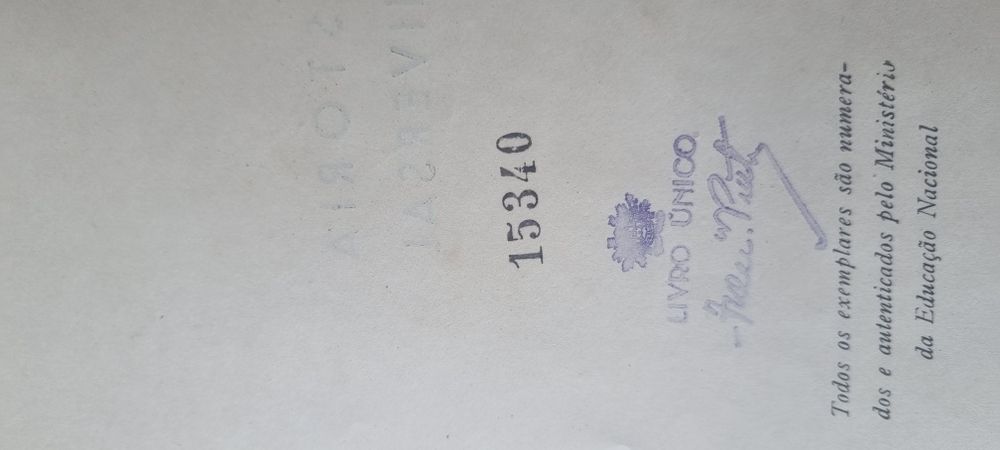 15340
LIVRO ÚNICO
Todos os exemplares são numera-
dos e autenticados pelo Ministério
da Educação Nacional